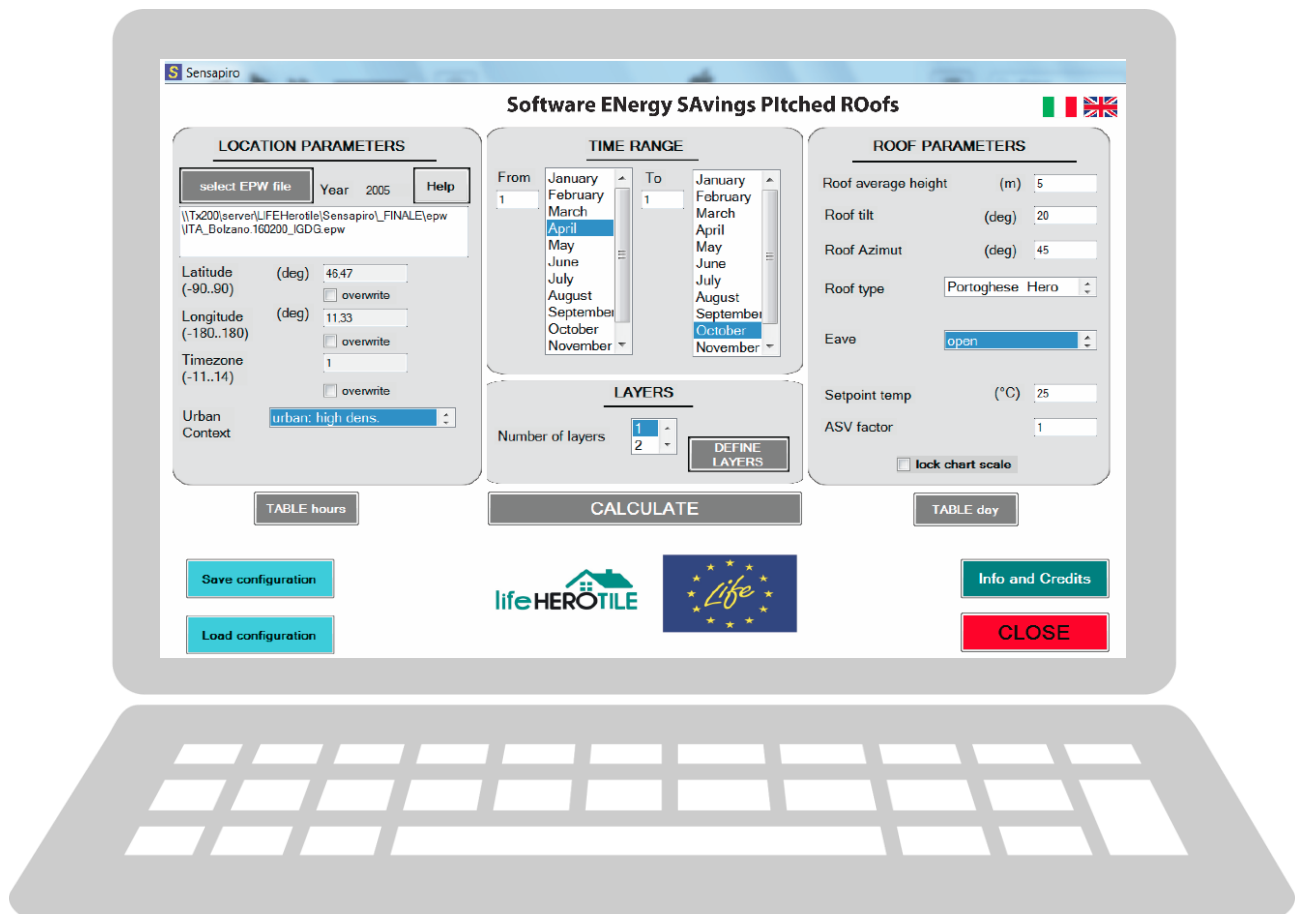 Sensapiro
Software ENergy SAvings PItched ROofs
LOCATION PARAMETERS
select EPW file
Year 2005
Help
\\Tx200\server\LIFEHerotile\Sensapiro\_FINALE\epw
\ITA_Bolzano.160200_IGDG.epw
Latitude (deg) 46,47
(-90..90)
overwrite
Longitude (deg) 11,33
(-180..180)
overwrite
Timezone 1
(-11..14)
overwrite
Urban
Context
urban: high dens.
TIME RANGE
From
1
January
February
March
April
May
June
July
August
September
October
November
To
1
January
February
March
April
May
June
July
August
September
October
November
LAYERS
Number of layers
1
2
DEFINE
LAYERS
ROOF PARAMETERS
Roof average height (m) 5
Roof tilt (deg) 20
Roof Azimut (deg) 45
Roof type Portoghese Hero
Eave open
Setpoint temp (°C) 25
ASV factor 1
lock chart scale
TABLE hours
CALCULATE
TABLE day
Save configuration
Load configuration
life HEROTILE
Life
Info and Credits
CLOSE